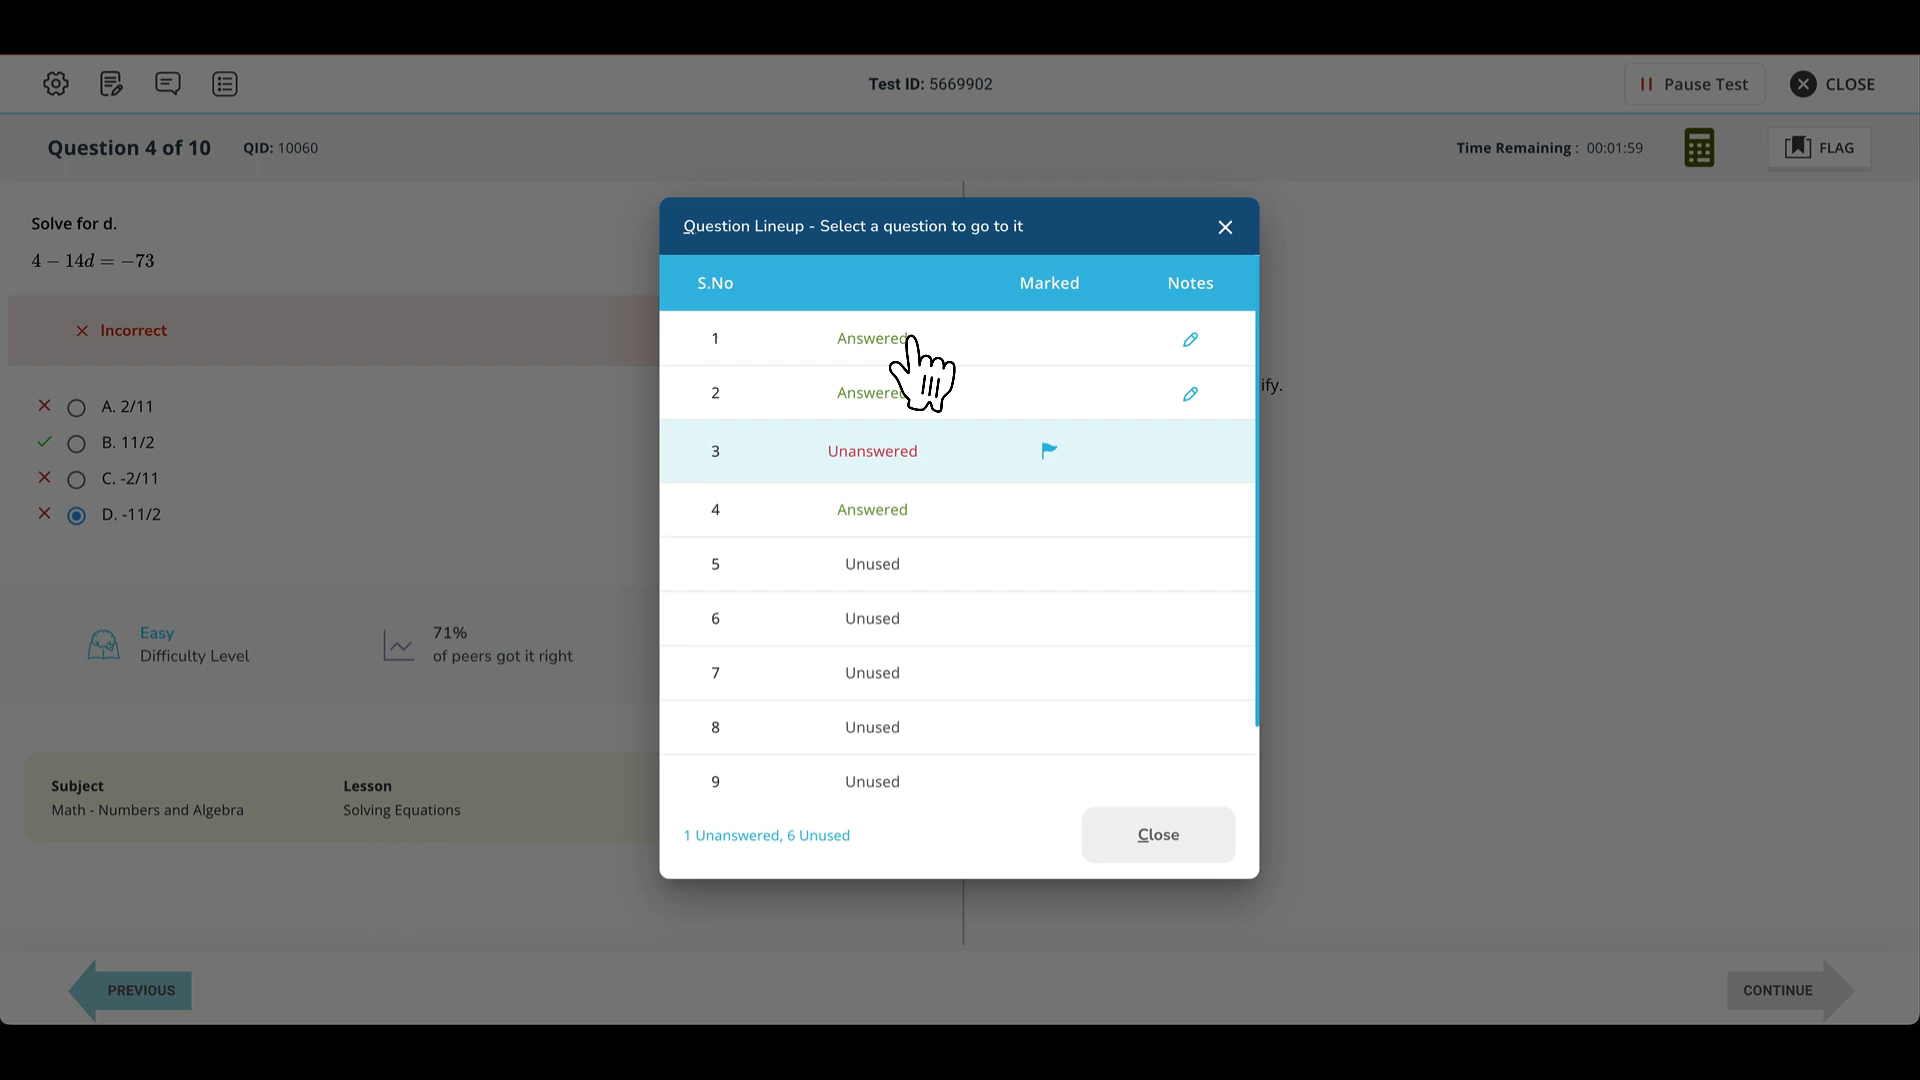 Test ID: 5669902
Pause Test
CLOSE
Question 4 of 10
QID: 10060
Time Remaining : 00:01:59
FLAG
Solve for d.
4 − 14d = −73
Incorrect
A. 2/11
B. 11/2
C. -2/11
D. -11/2
Easy
Difficulty Level
71%
of peers got it right
Subject
Math - Numbers and Algebra
Lesson
Solving Equations
PREVIOUS
CONTINUE
ify.
Question Lineup - Select a question to go to it
S.No Marked Notes
1 Answered
2 Answered
3 Unanswered
4 Answered
5 Unused
6 Unused
7 Unused
8 Unused
9 Unused
1 Unanswered, 6 Unused
Close